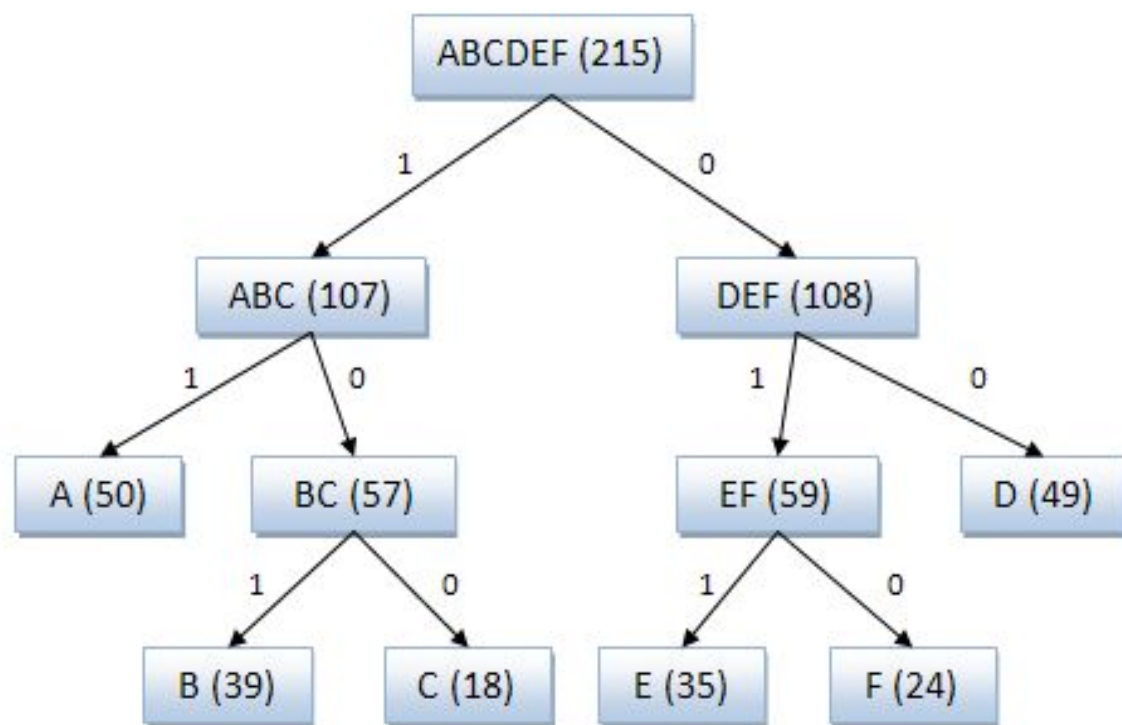 ABCDEF (215)
1 0
ABC (107) DEF (108)
1 0 1 0
A (50) BC (57) EF (59) D (49)
1 0 1 0
B (39) C (18) E (35) F (24)